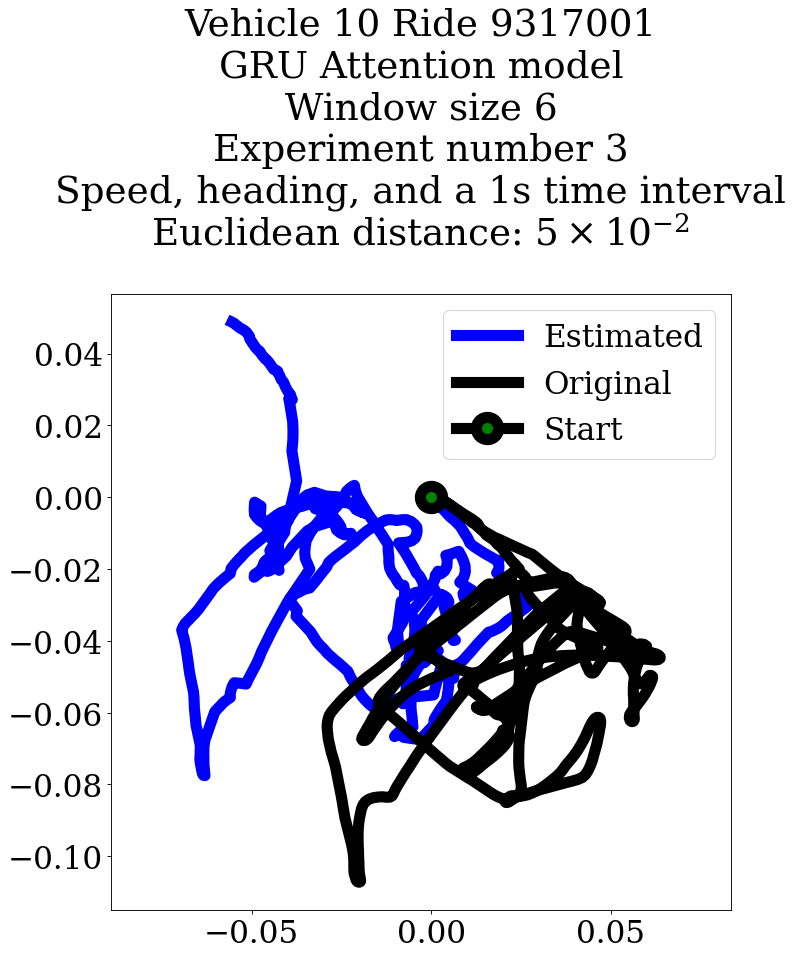 Vehicle 10 Ride 9317001
GRU Attention model
Window size 6
Experiment number 3
Speed, heading, and a 1s time interval
Euclidean distance: 5 × 10⁻²
Estimated
Original
Start
0.04
0.02
0.00
−0.02
−0.04
−0.06
−0.08
−0.10
−0.05
0.00
0.05